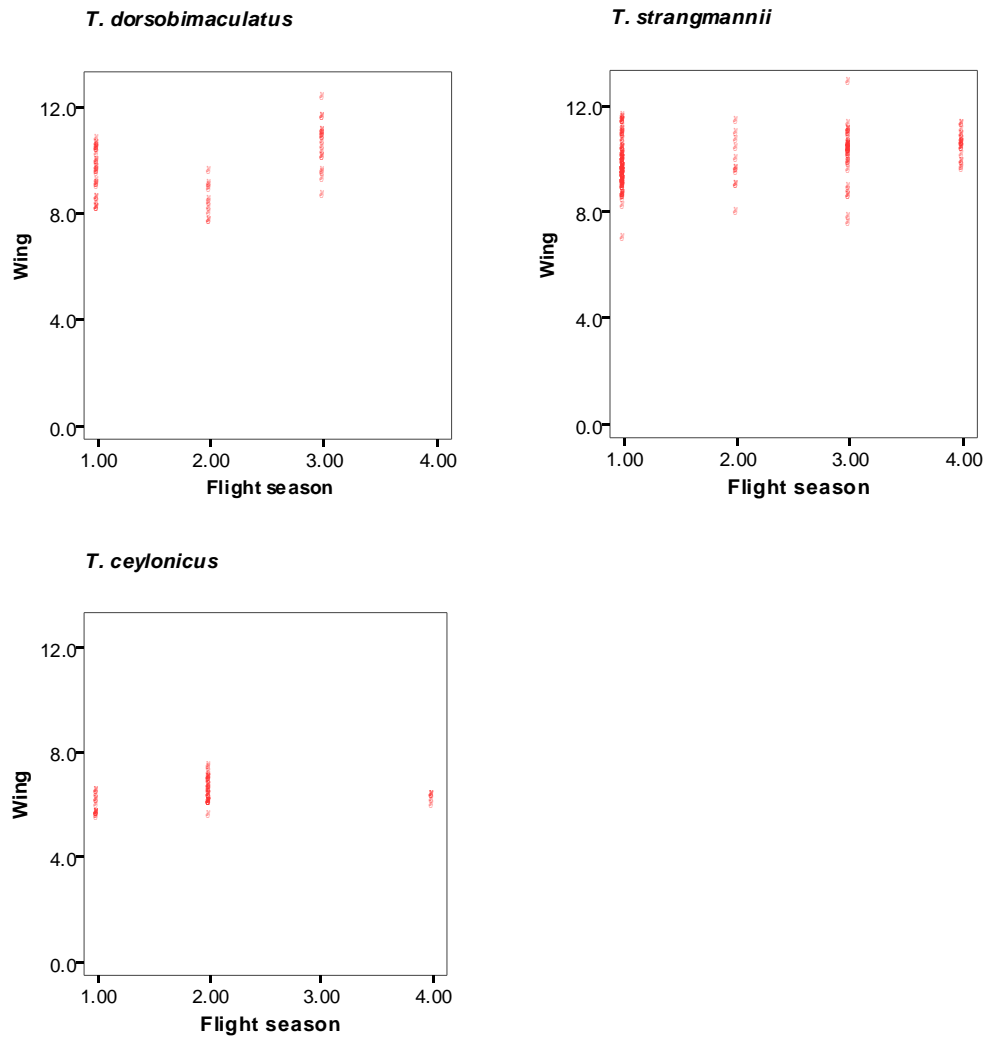 T. dorsobimaculatus
12.0
8.0
4.0
0.0
Wing
1.00 2.00 3.00 4.00
Flight season
T. strangmannii
12.0
8.0
4.0
0.0
Wing
1.00 2.00 3.00 4.00
Flight season
T. ceylonicus
12.0
8.0
4.0
0.0
Wing
1.00 2.00 3.00 4.00
Flight season